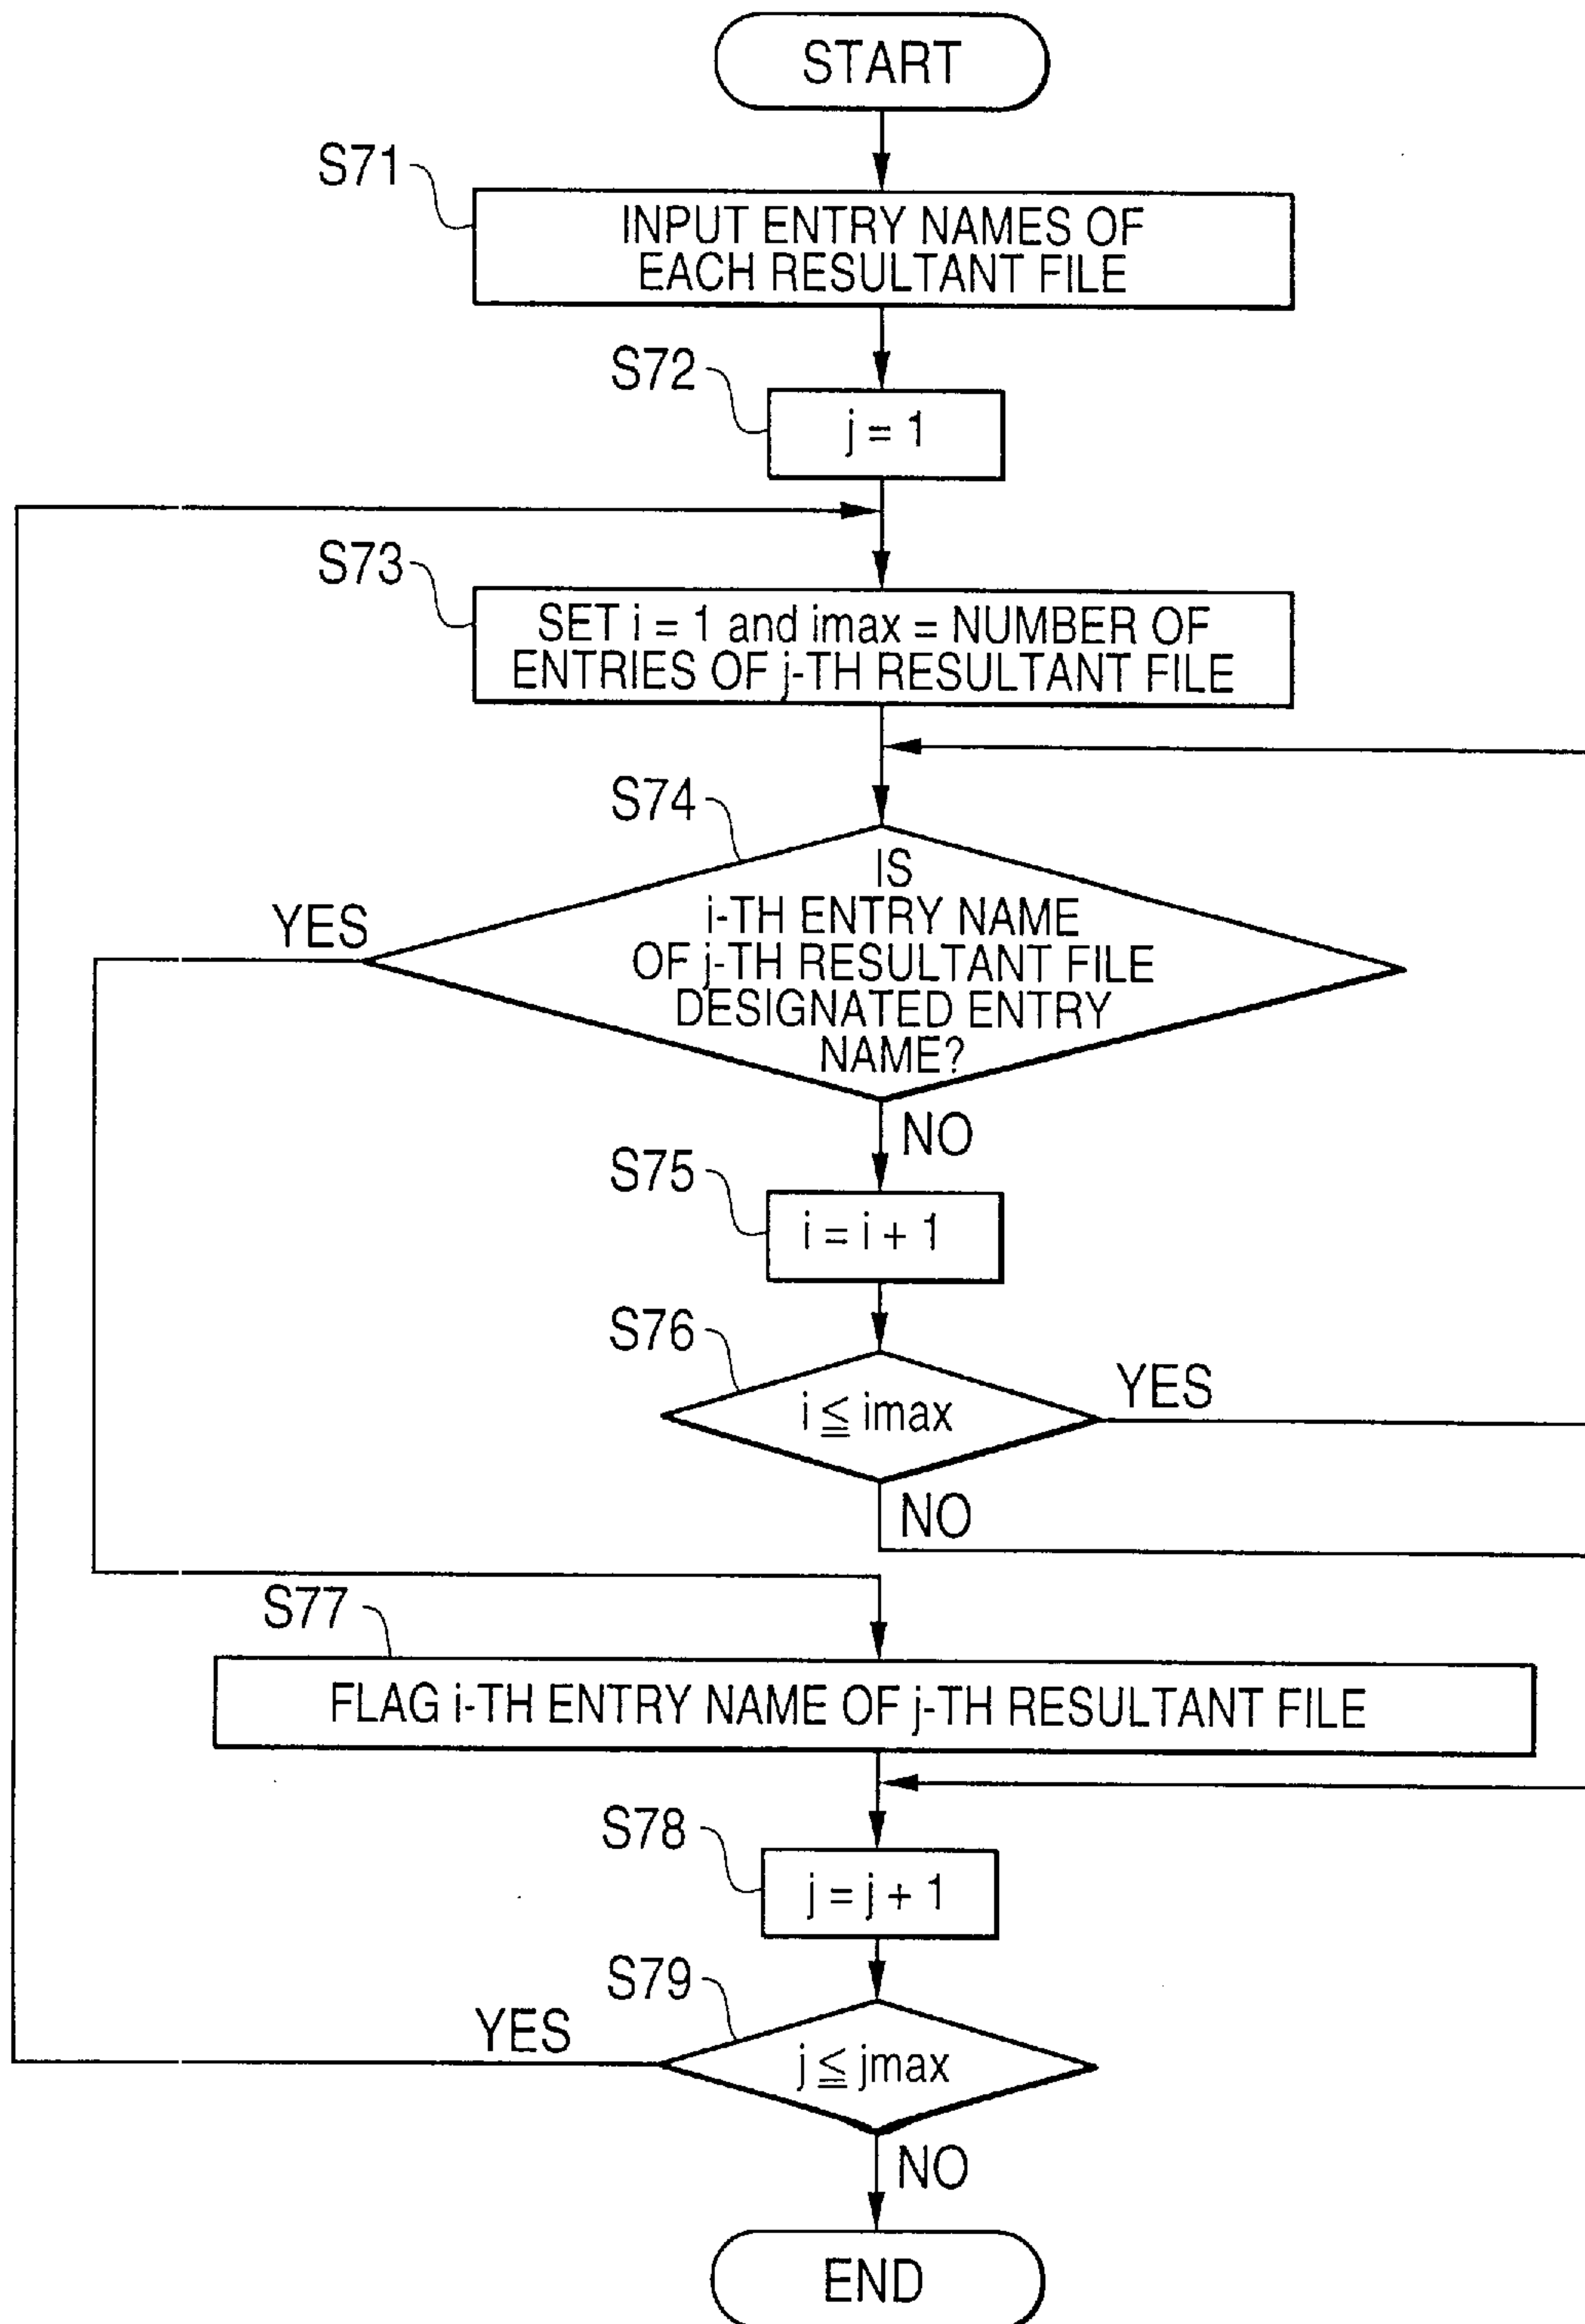 START
S71
INPUT ENTRY NAMES OF
EACH RESULTANT FILE
S72
j = 1
S73
SET i = 1 and imax = NUMBER OF
ENTRIES OF j-TH RESULTANT FILE
S74
IS
i-TH ENTRY NAME
OF j-TH RESULTANT FILE
DESIGNATED ENTRY
NAME?
YES
NO
S75
i = i + 1
S76
i ≦ imax
YES
NO
S77
FLAG i-TH ENTRY NAME OF j-TH RESULTANT FILE
S78
j = j + 1
S79
YES
j ≦ jmax
NO
END